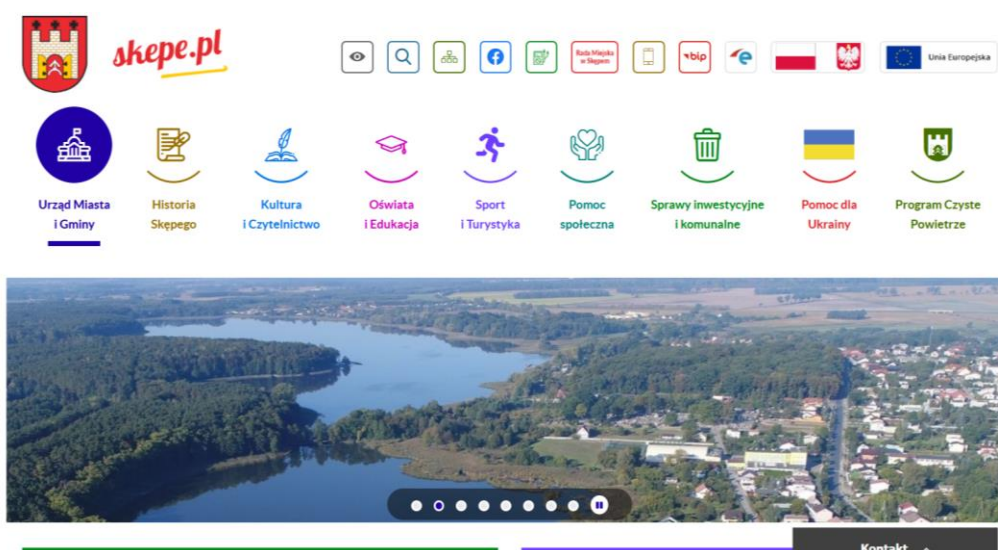 skepe.pl
Rada Miejska
w Skępem
bip
Unia Europejska
Urząd Miasta
i Gminy
Historia
Skępego
Kultura
i Czytelnictwo
Oświata
i Edukacja
Sport
i Turystyka
Pomoc
społeczna
Sprawy inwestycyjne
i komunalne
Pomoc dla
Ukrainy
Program Czyste
Powietrze
Kontakt